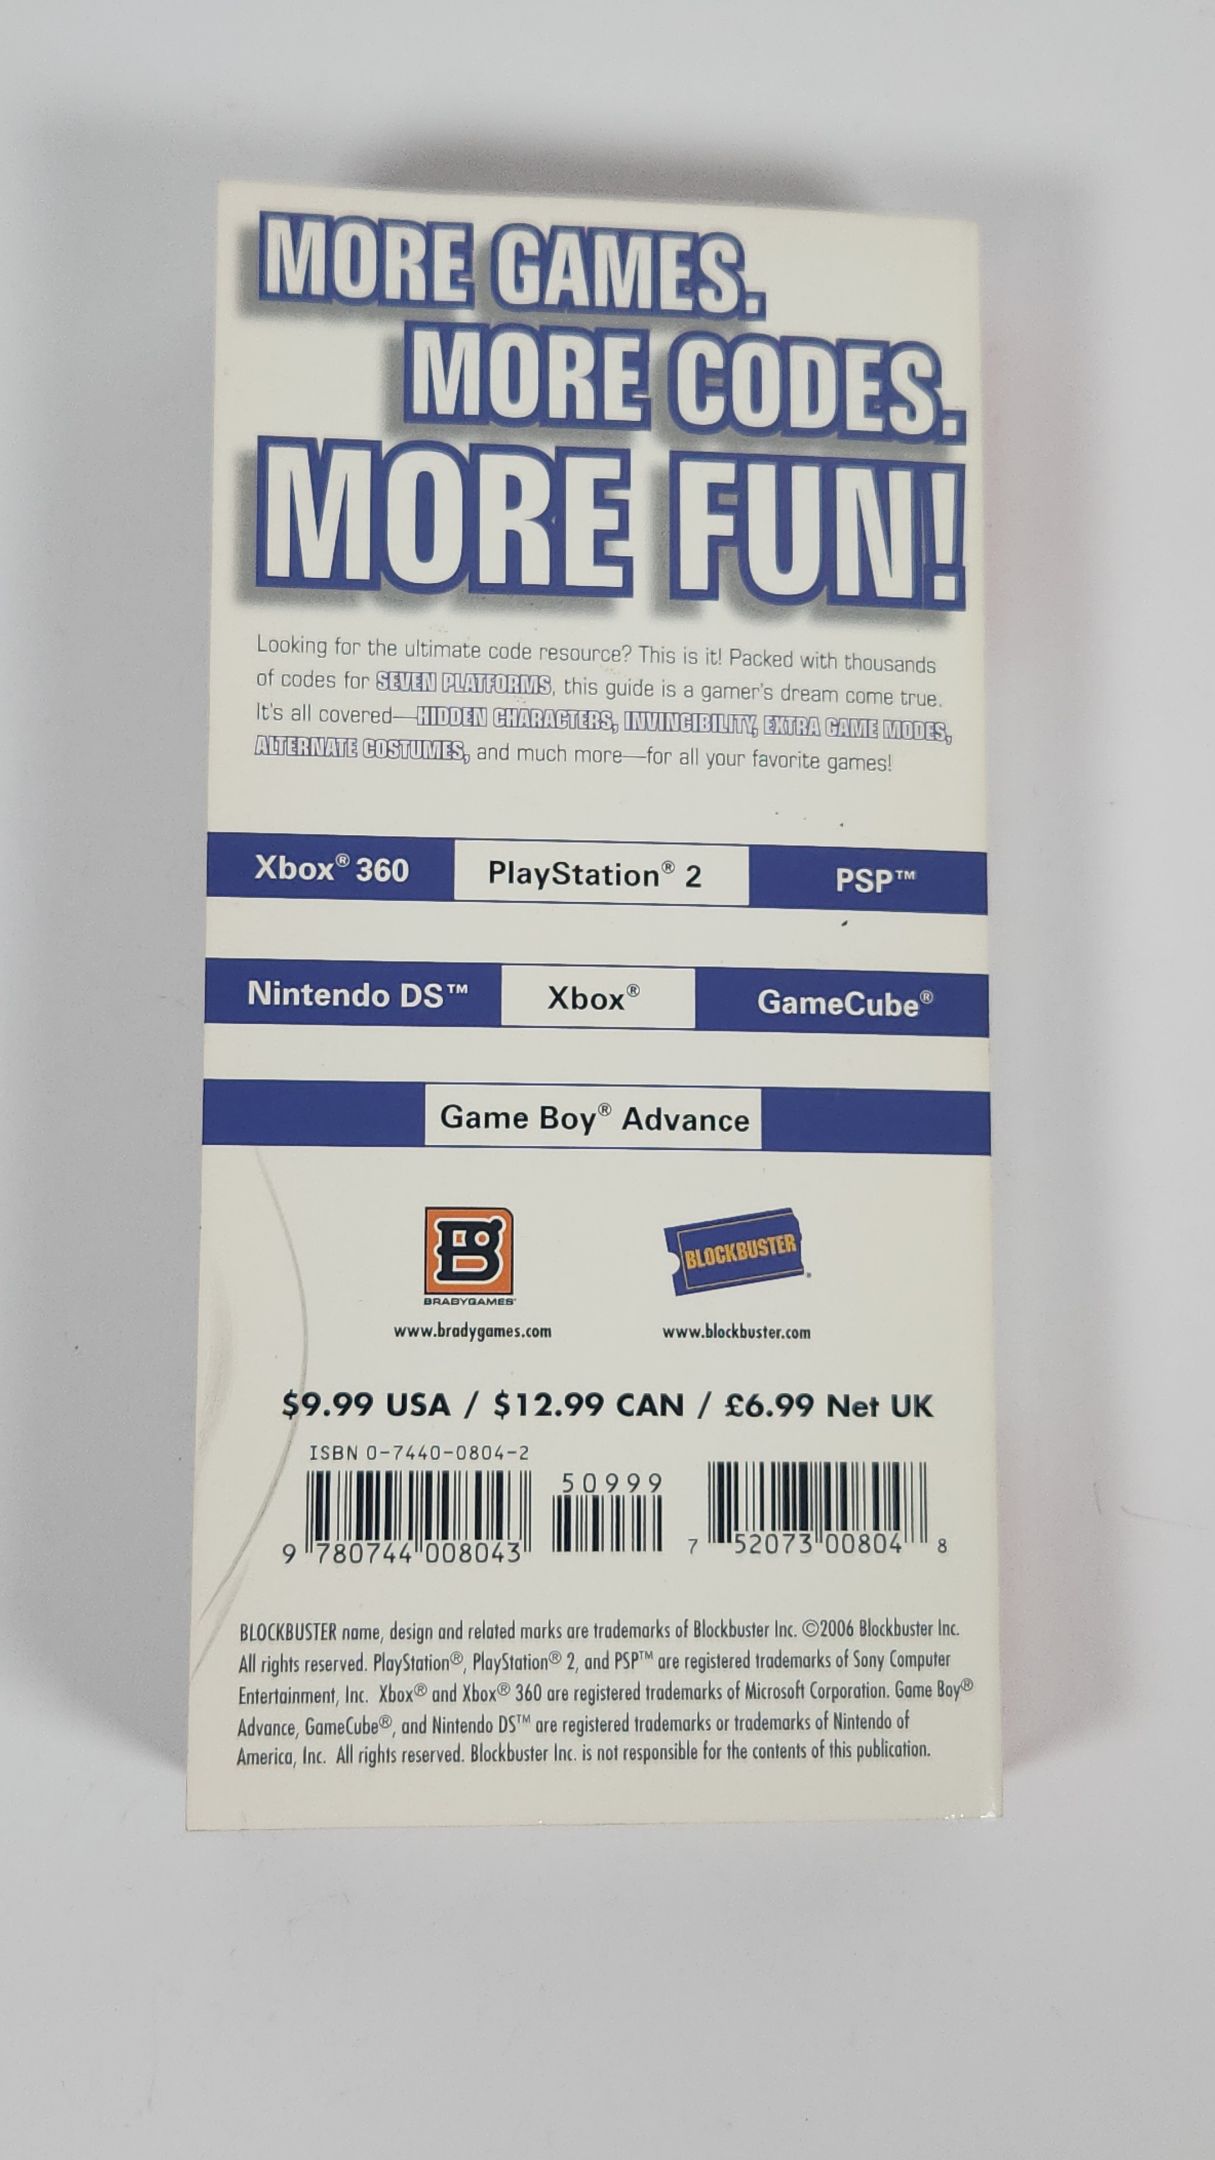 MORE GAMES.
MORE CODES.
MORE FUN!
Looking for the ultimate code resource? This is it! Packed with thousands
of codes for SEVEN PLATFORMS, this guide is a gamer's dream come true.
It's all covered—HIDDEN CHARACTERS, INVINCIBILITY, EXTRA GAME MODES,
ALTERNATE COSTUMES, and much more—for all your favorite games!
Xbox® 360 PlayStation® 2 PSP™
Nintendo DS™ Xbox® GameCube®
Game Boy® Advance
B BLOCKBUSTER®
BRADYGAMES®
www.bradygames.com www.blockbuster.com
$9.99 USA / $12.99 CAN / £6.99 Net UK
ISBN 0-7440-0804-2
50999
9 780744 008043 7 52073 00804 8
BLOCKBUSTER name, design and related marks are trademarks of Blockbuster Inc. ©2006 Blockbuster Inc.
All rights reserved. PlayStation®, PlayStation® 2, and PSP™ are registered trademarks of Sony Computer
Entertainment, Inc. Xbox® and Xbox® 360 are registered trademarks of Microsoft Corporation. Game Boy®
Advance, GameCube®, and Nintendo DS™ are registered trademarks or trademarks of Nintendo of
America, Inc. All rights reserved. Blockbuster Inc. is not responsible for the contents of this publication.